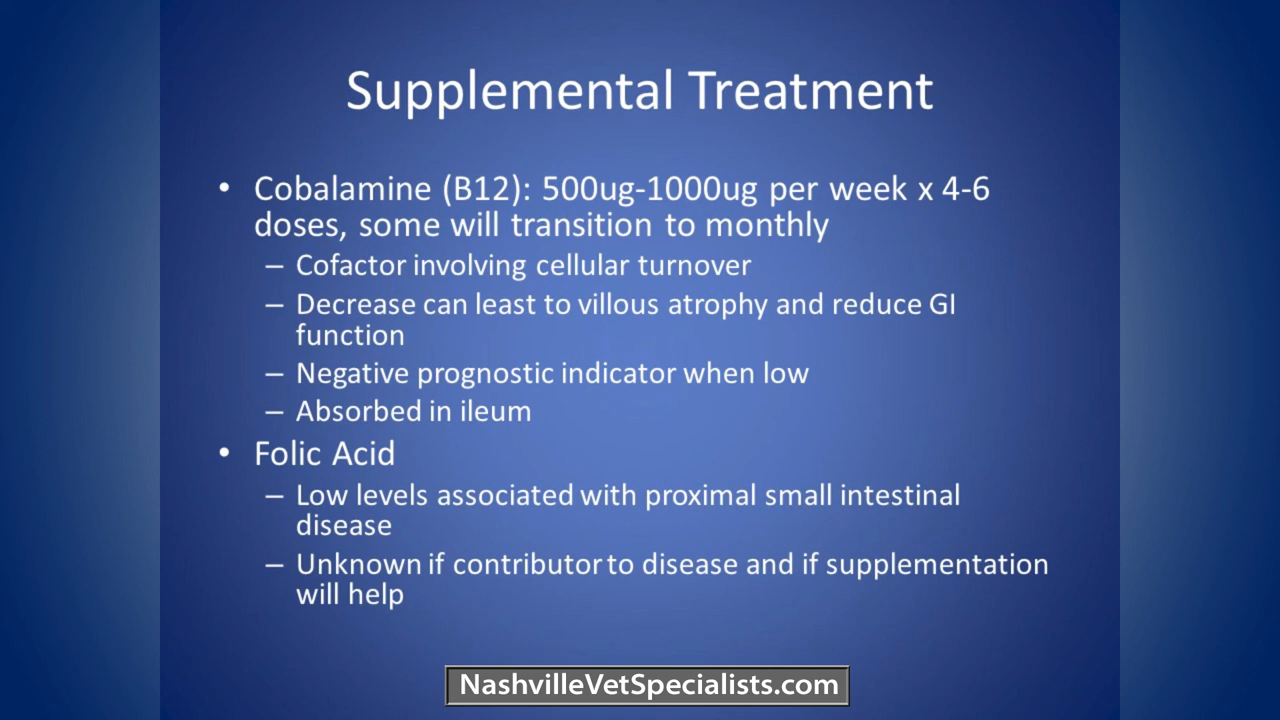 Supplemental Treatment
• Cobalamine (B12): 500ug-1000ug per week x 4-6
doses, some will transition to monthly
– Cofactor involving cellular turnover
– Decrease can least to villous atrophy and reduce GI
function
– Negative prognostic indicator when low
– Absorbed in ileum
• Folic Acid
– Low levels associated with proximal small intestinal
disease
– Unknown if contributor to disease and if supplementation
will help
NashvilleVetSpecialists.com